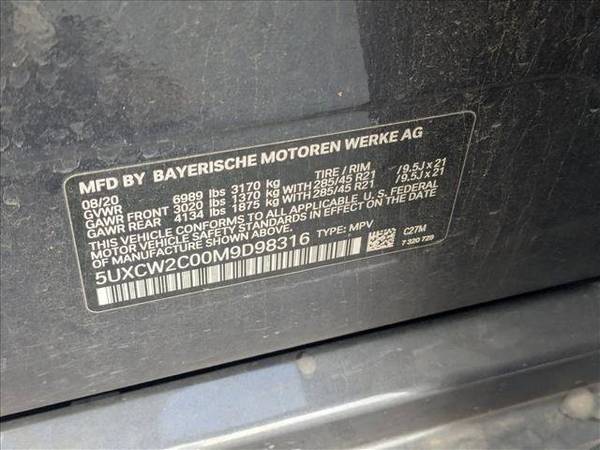 MFD BY BAYERISCHE MOTOREN WERKE AG
08/20 TIRE / RIM
GVWR 6989 lbs 3170 kg
GAWR FRONT 3020 lbs 1370 kg WITH 285/45 R21 /9.5J x 21
GAWR REAR 4134 lbs 1875 kg WITH 285/45 R21 /9.5J x 21
THIS VEHICLE CONFORMS TO ALL APPLICABLE U.S. FEDERAL
MOTOR VEHICLE SAFETY STANDARDS IN EFFECT ON THE DATE
OF MANUFACTURE SHOWN ABOVE.
5UXCW2C00M9D98316 TYPE: MPV C27M
7 320 729